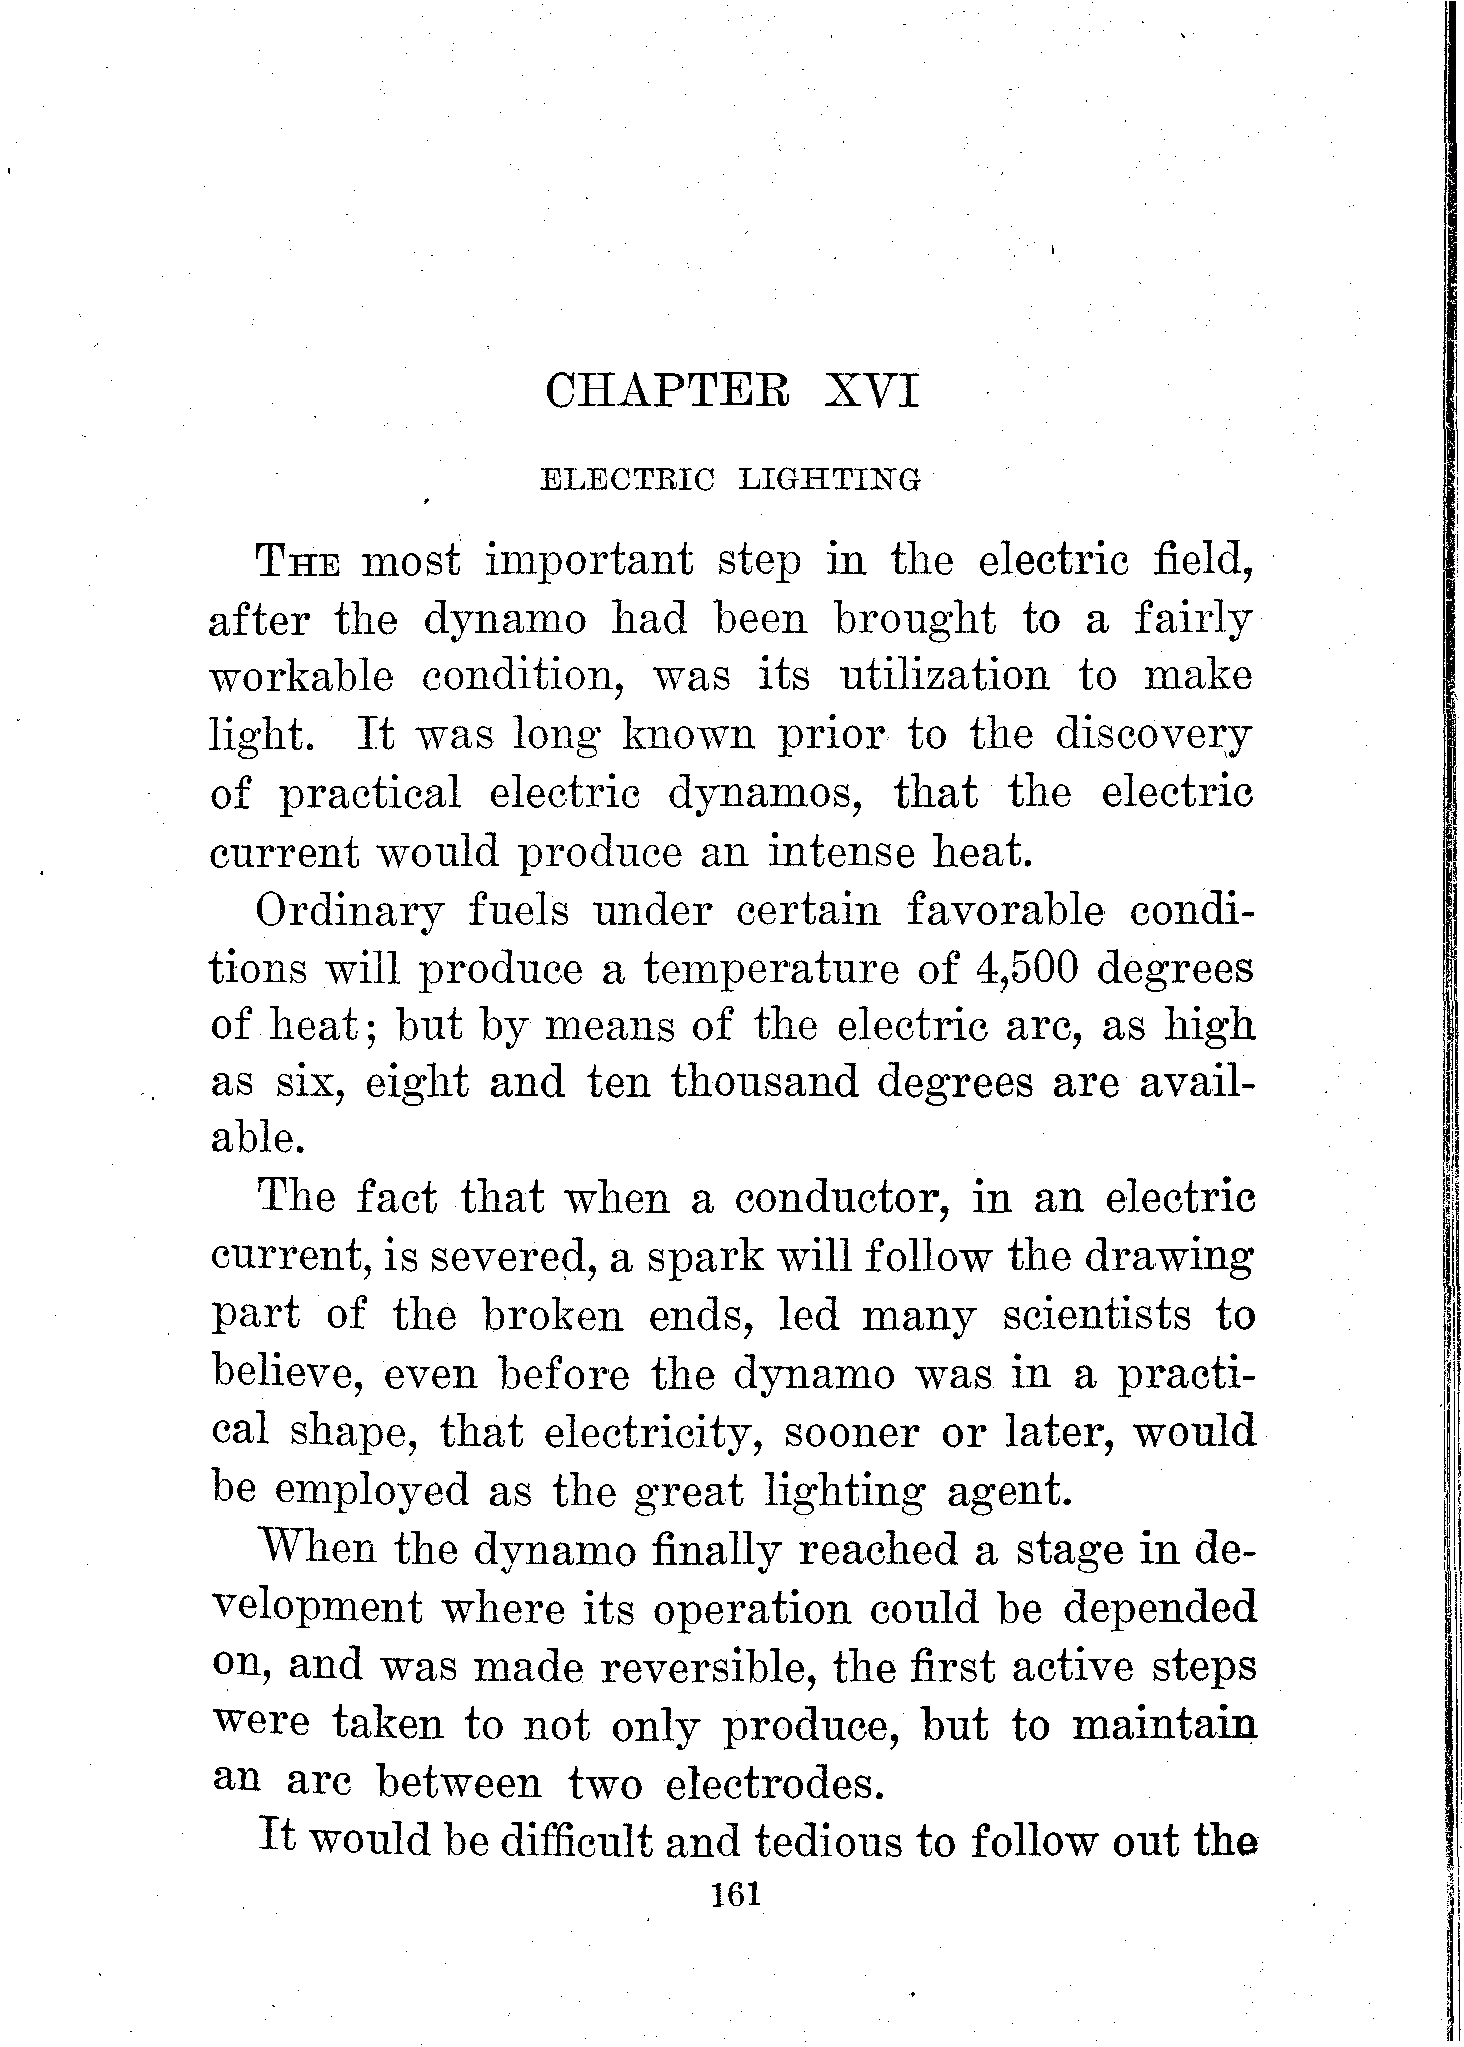 CHAPTER XVI
ELECTRIC LIGHTING
THE most important step in the electric field,
after the dynamo had been brought to a fairly
workable condition, was its utilization to make
light. It was long known prior to the discovery
of practical electric dynamos, that the electric
current would produce an intense heat.
Ordinary fuels under certain favorable condi-
tions will produce a temperature of 4,500 degrees
of heat; but by means of the electric arc, as high
as six, eight and ten thousand degrees are avail-
able.
The fact that when a conductor, in an electric
current, is severed, a spark will follow the drawing
part of the broken ends, led many scientists to
believe, even before the dynamo was in a practi-
cal shape, that electricity, sooner or later, would
be employed as the great lighting agent.
When the dynamo finally reached a stage in de-
velopment where its operation could be depended
on, and was made reversible, the first active steps
were taken to not only produce, but to maintain
an arc between two electrodes.
It would be difficult and tedious to follow out the
161